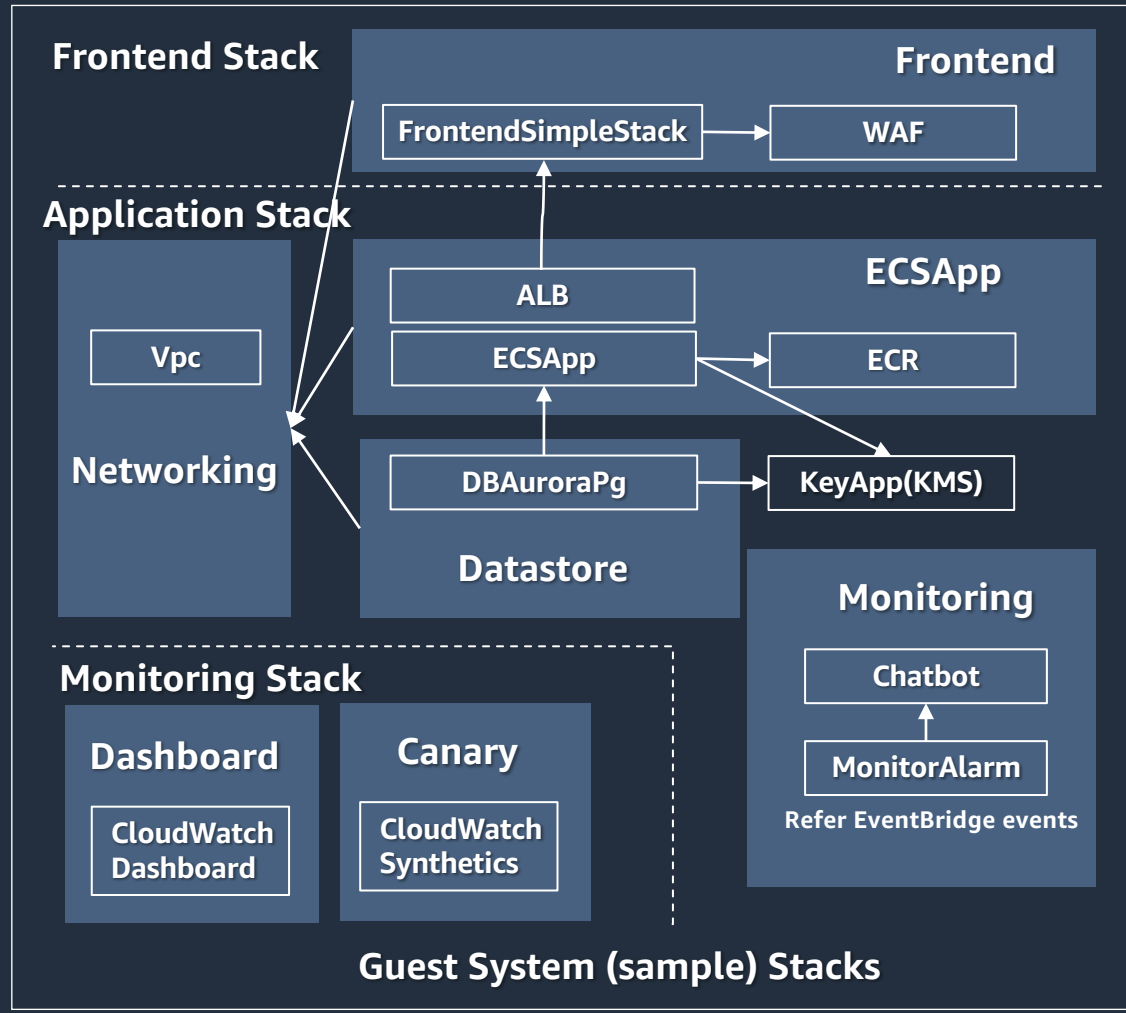 Frontend Stack
Frontend
FrontendSimpleStack
WAF
Application Stack
Vpc
Networking
ECSApp
ALB
ECSApp
ECR
DBAuroraPg
KeyApp(KMS)
Datastore
Monitoring
Chatbot
MonitorAlarm
Refer EventBridge events
Monitoring Stack
Dashboard
CloudWatch
Dashboard
Canary
CloudWatch
Synthetics
Guest System (sample) Stacks